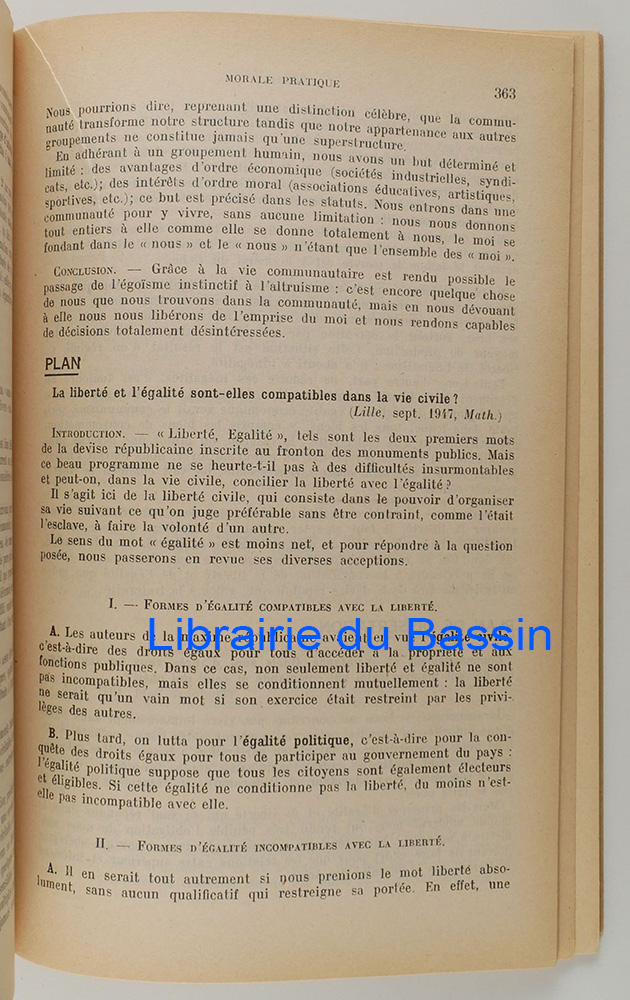 MORALE PRATIQUE
363
Nous pourrions dire, reprenant une distinction célèbre, que la commu-
nauté transforme notre structure tandis que notre appartenance aux autres
groupements ne constitue jamais qu'une superstructure.
En adhérant à un groupement humain, nous avons un but déterminé et
limité : des avantages d'ordre économique (sociétés industrielles, syndi-
cats, etc.); des intérêts d'ordre moral (associations éducatives, artistiques,
sportives, etc.); ce but est précisé dans les statuts. Nous entrons dans une
communauté pour y vivre, sans aucune limitation : nous nous donnons
tout entiers à elle comme elle se donne totalement à nous, le moi se
fondant dans le « nous » et le « nous » n'étant que l'ensemble des « moi ».
CONCLUSION. — Grâce à la vie communautaire est rendu possible le
passage de l'égoïsme instinctif à l'altruisme : c'est encore quelque chose
de nous que nous trouvons dans la communauté, mais en nous dévouant
à elle nous nous libérons de l'emprise du moi et nous rendons capables
de décisions totalement désintéressées.
PLAN
La liberté et l'égalité sont-elles compatibles dans la vie civile ?
(Lille, sept. 1947, Math.)
INTRODUCTION. — « Liberté, Egalité », tels sont les deux premiers mots
de la devise républicaine inscrite au fronton des monuments publics. Mais
ce beau programme ne se heurte-t-il pas à des difficultés insurmontables
et peut-on, dans la vie civile, concilier la liberté avec l'égalité ?
Il s'agit ici de la liberté civile, qui consiste dans le pouvoir d'organiser
sa vie suivant ce qu'on juge préférable sans être contraint, comme l'était
l'esclave, à faire la volonté d'un autre.
Le sens du mot « égalité » est moins net, et pour répondre à la question
posée, nous passerons en revue ses diverses acceptions.
I. — FORMES D'ÉGALITÉ COMPATIBLES AVEC LA LIBERTÉ.
A. Les auteurs de la maxime républicaine avaient en vue l'égalité civile,
Librairie du Bassin
c'est-à-dire des droits égaux pour tous d'accéder à la propriété et aux
fonctions publiques. Dans ce cas, non seulement liberté et égalité ne sont
pas incompatibles, mais elles se conditionnent mutuellement : la liberté
ne serait qu'un vain mot si son exercice était restreint par les privi-
lèges des autres.
B. Plus tard, on lutta pour l'égalité politique, c'est-à-dire pour la con-
quête des droits égaux pour tous de participer au gouvernement du pays :
l'égalité politique suppose que tous les citoyens sont également électeurs
et éligibles. Si cette égalité ne conditionne pas la liberté, du moins n'est-
elle pas incompatible avec elle.
II. — FORMES D'ÉGALITÉ INCOMPATIBLES AVEC LA LIBERTÉ.
A. Il en serait tout autrement si nous prenions le mot liberté abso-
lument, sans aucun qualificatif qui restreigne sa portée. En effet, une